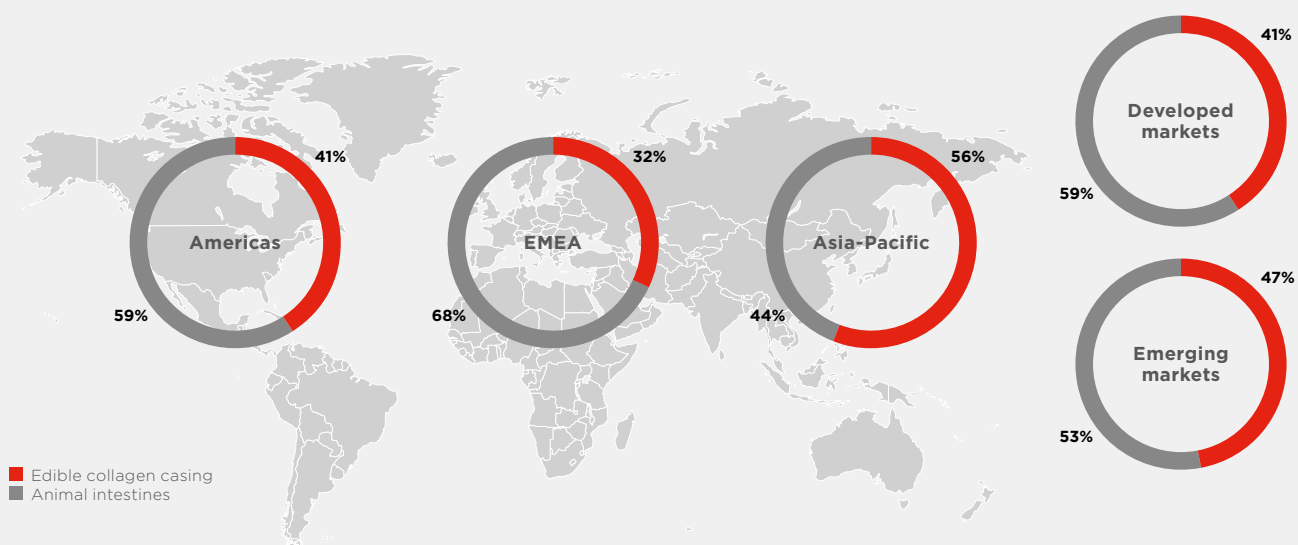 41%
Americas
59%
32%
EMEA
68%
56%
Asia-Pacific
44%
41%
Developed
markets
59%
47%
Emerging
markets
53%
Edible collagen casing
Animal intestines